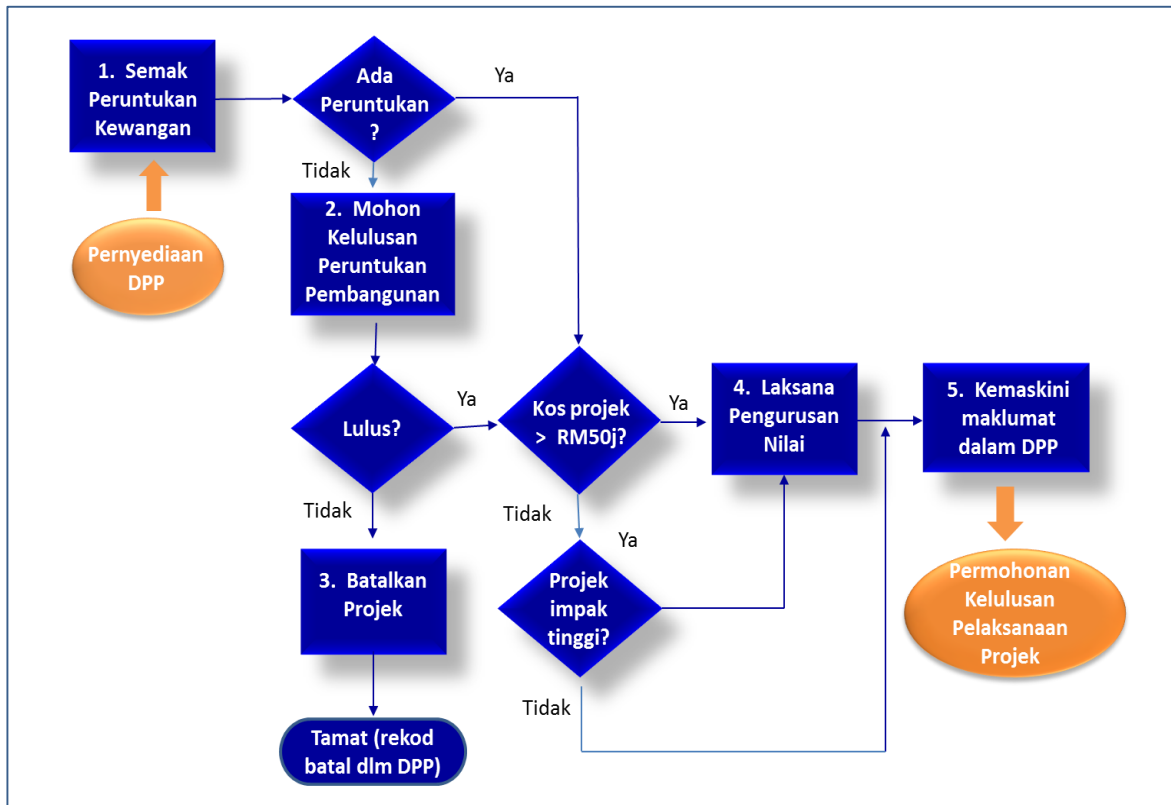 1. Semak
Peruntukan
Kewangan
Ada
Peruntukan
?
Ya
Tidak
Pernyediaan
DPP
2. Mohon
Kelulusan
Peruntukan
Pembangunan
Lulus?
Ya
Tidak
Kos projek
> RM50j?
Ya
Tidak
4. Laksana
Pengurusan
Nilai
5. Kemaskini
maklumat
dalam DPP
3. Batalkan
Projek
Projek
impak
tinggi?
Ya
Tidak
Permohonan
Kelulusan
Pelaksanaan
Projek
Tamat (rekod
batal dlm DPP)